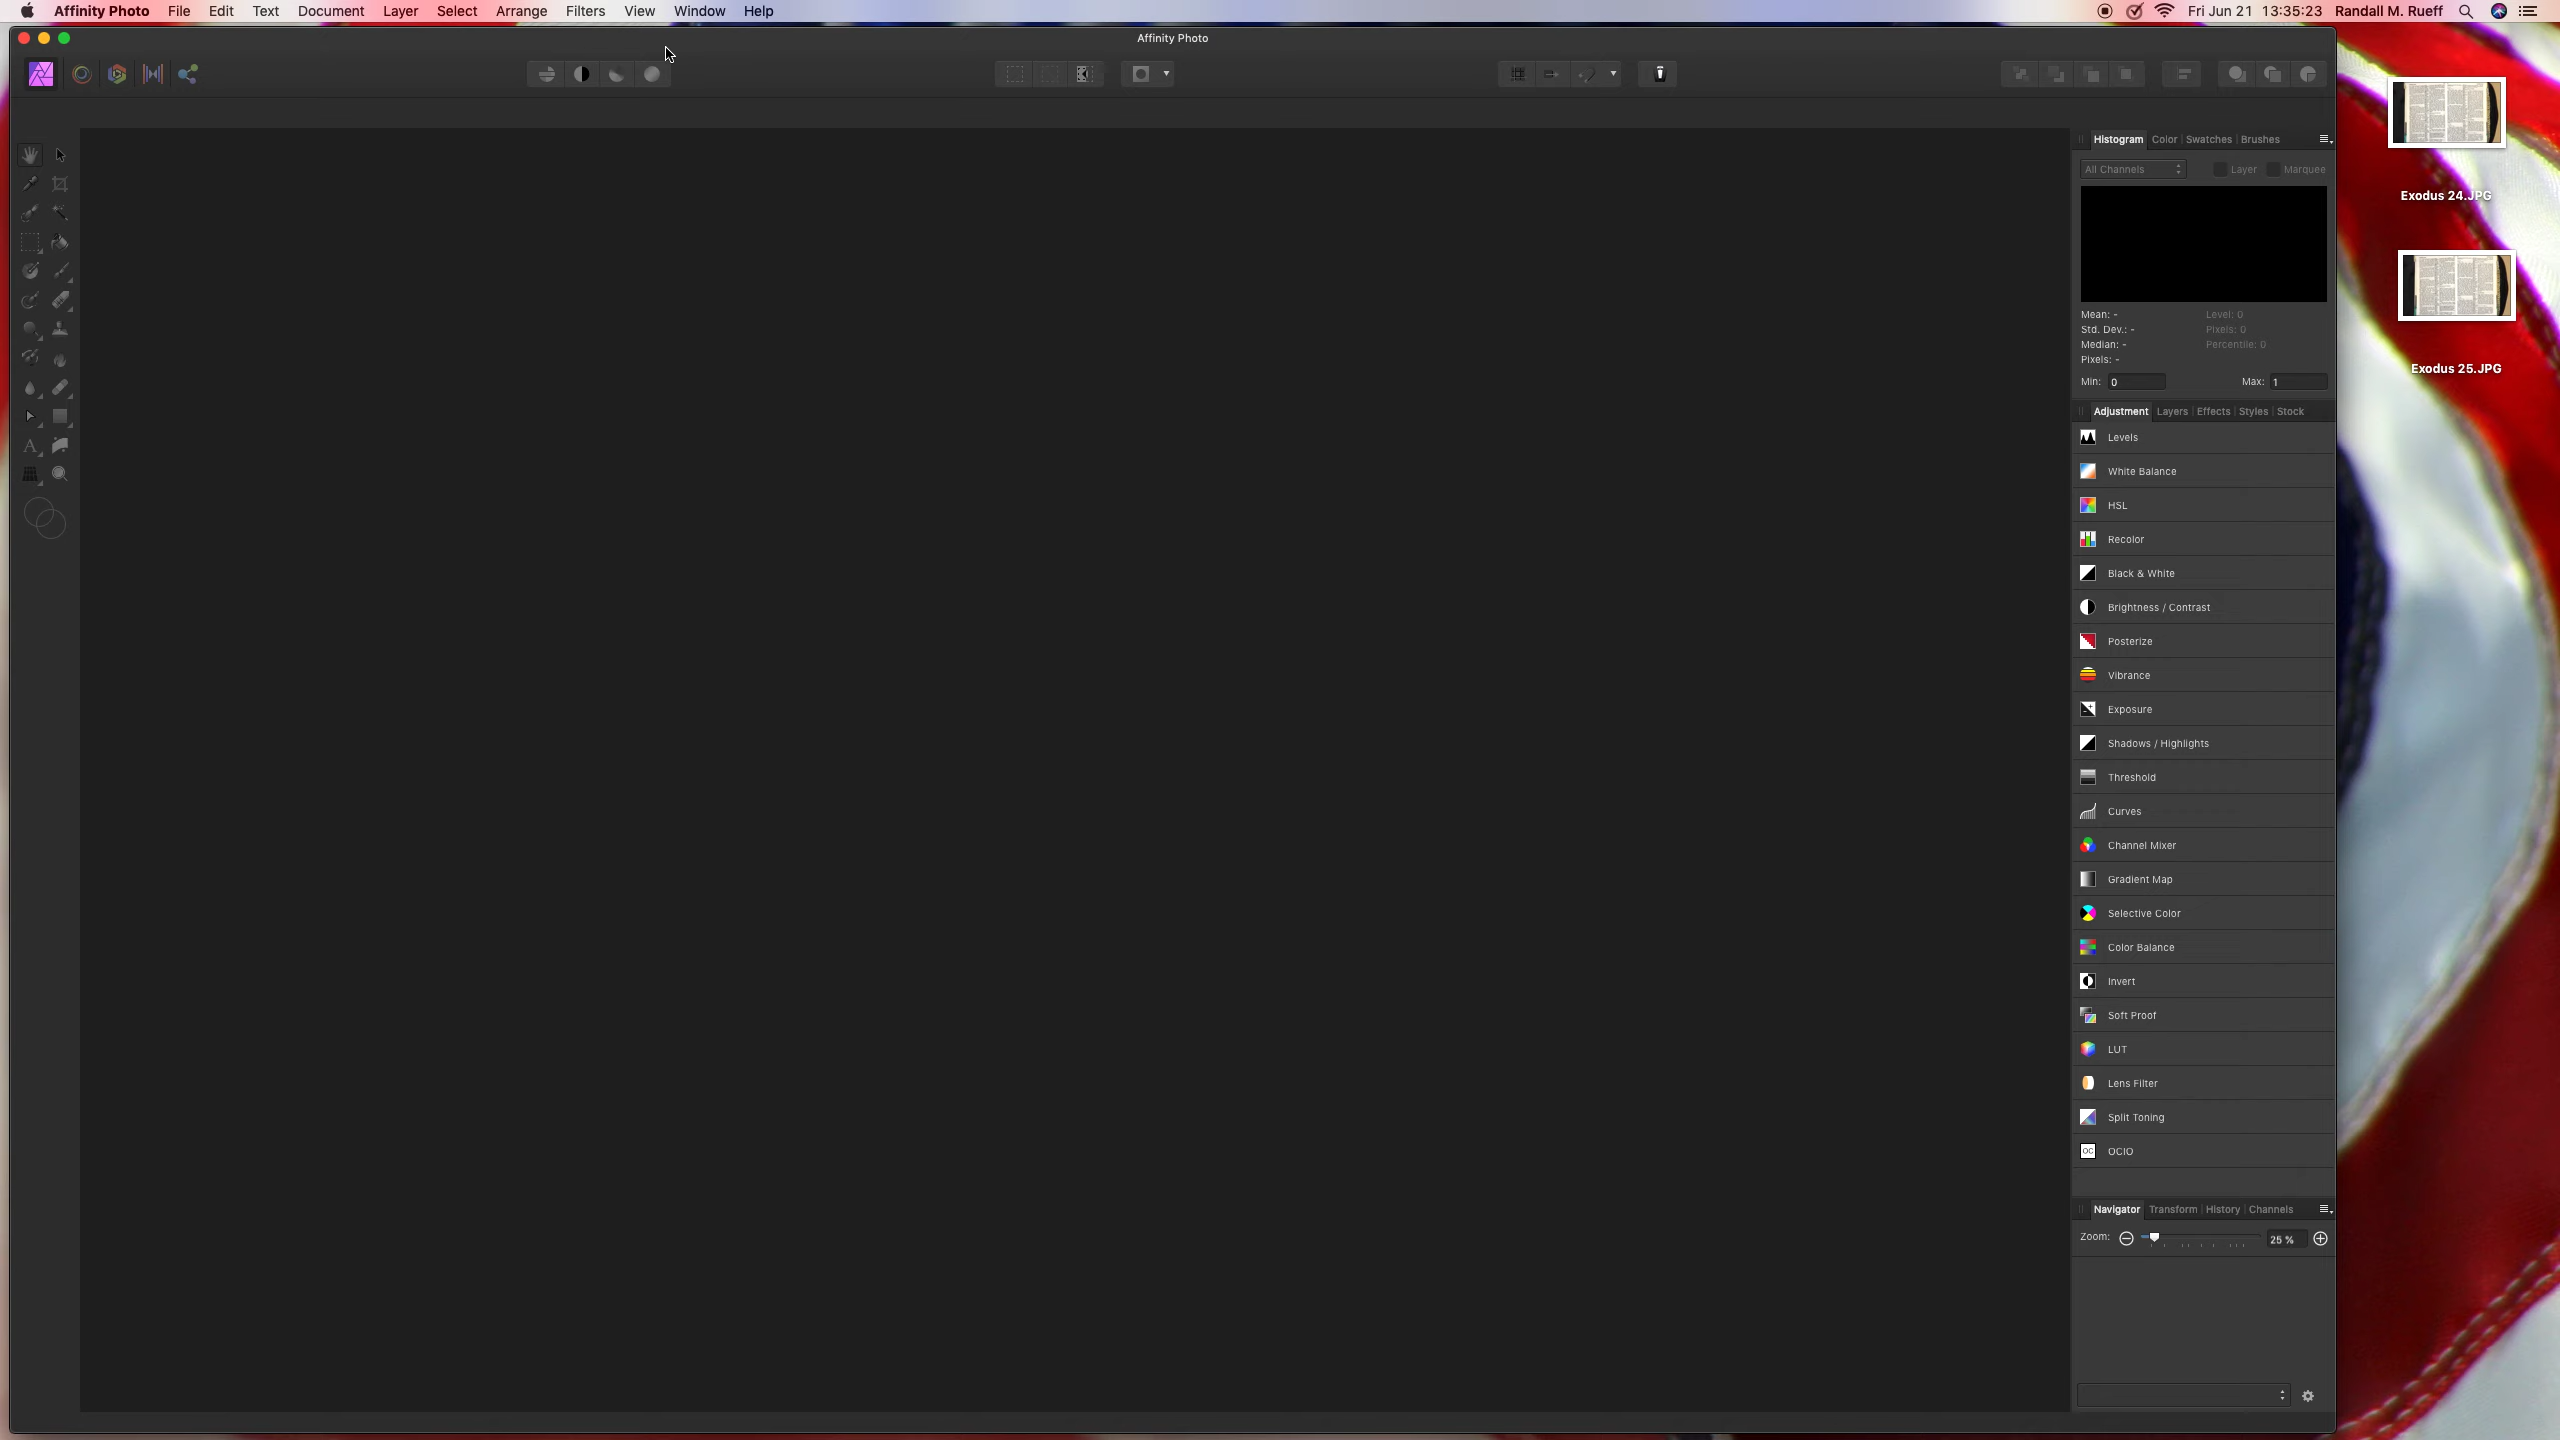 Affinity Photo File Edit Text Document Layer Select Arrange Filters View Window Help Fri Jun 21 13:35:23 Randall M. Rueff
Affinity Photo
Histogram Color Swatches Brushes
All Channels Layer Marquee
Mean: - Level: 0
Std. Dev.: - Pixels: 0
Median: - Percentile: 0
Pixels: -
Min: 0 Max: 1
Adjustment Layers Effects Styles Stock
Levels
White Balance
HSL
Recolor
Black & White
Brightness / Contrast
Posterize
Vibrance
Exposure
Shadows / Highlights
Threshold
Curves
Channel Mixer
Gradient Map
Selective Color
Color Balance
Invert
Soft Proof
LUT
Lens Filter
Split Toning
OC OCIO
Navigator Transform History Channels
Zoom: 25 %
Exodus 24.JPG
Exodus 25.JPG